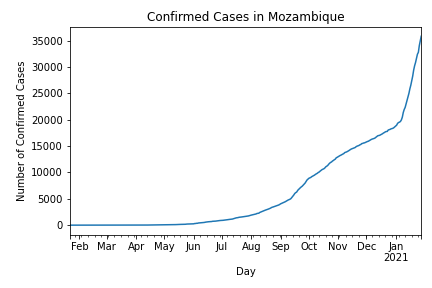 Confirmed Cases in Mozambique
Number of Confirmed Cases
35000
30000
25000
20000
15000
10000
5000
0
Feb Mar Apr May Jun Jul Aug Sep Oct Nov Dec Jan
2021
Day